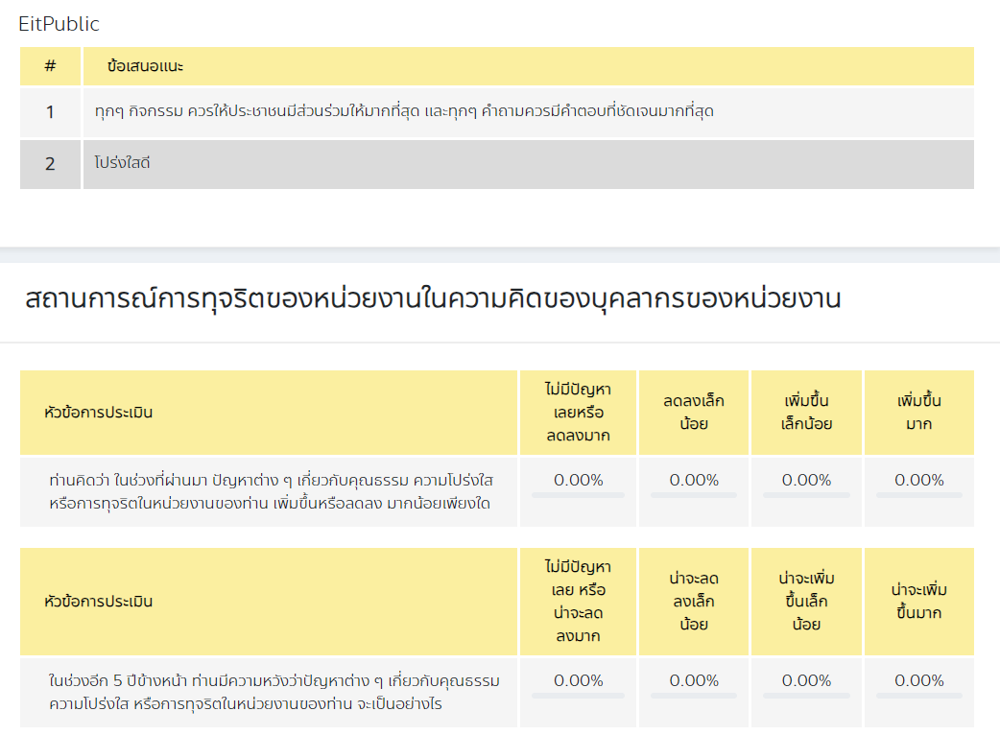 EitPublic
# ข้อเสนอแนะ
1 ทุกๆ กิจกรรม ควรให้ประชาชนมีส่วนร่วมให้มากที่สุด และทุกๆ คำถามควรมีคำตอบที่ชัดเจนมากที่สุด
2 โปร่งใสดี
สถานการณ์การทุจริตของหน่วยงานในความคิดของบุคลากรของหน่วยงาน
หัวข้อการประเมิน
ไม่มีปัญหา
เลยหรือ
ลดลงมาก
ลดลงเล็ก
น้อย
เพิ่มขึ้น
เล็กน้อย
เพิ่มขึ้น
มาก
ท่านคิดว่า ในช่วงที่ผ่านมา ปัญหาต่าง ๆ เกี่ยวกับคุณธรรม ความโปร่งใส
หรือการทุจริตในหน่วยงานของท่าน เพิ่มขึ้นหรือลดลง มากน้อยเพียงใด
0.00% 0.00% 0.00% 0.00%
หัวข้อการประเมิน
ไม่มีปัญหา
เลย หรือ
น่าจะลด
ลงมาก
น่าจะลด
ลงเล็ก
น้อย
น่าจะเพิ่ม
ขึ้นเล็ก
น้อย
น่าจะเพิ่ม
ขึ้นมาก
ในช่วงอีก 5 ปีข้างหน้า ท่านมีความหวังว่าปัญหาต่าง ๆ เกี่ยวกับคุณธรรม
ความโปร่งใส หรือการทุจริตในหน่วยงานของท่าน จะเป็นอย่างไร
0.00% 0.00% 0.00% 0.00%